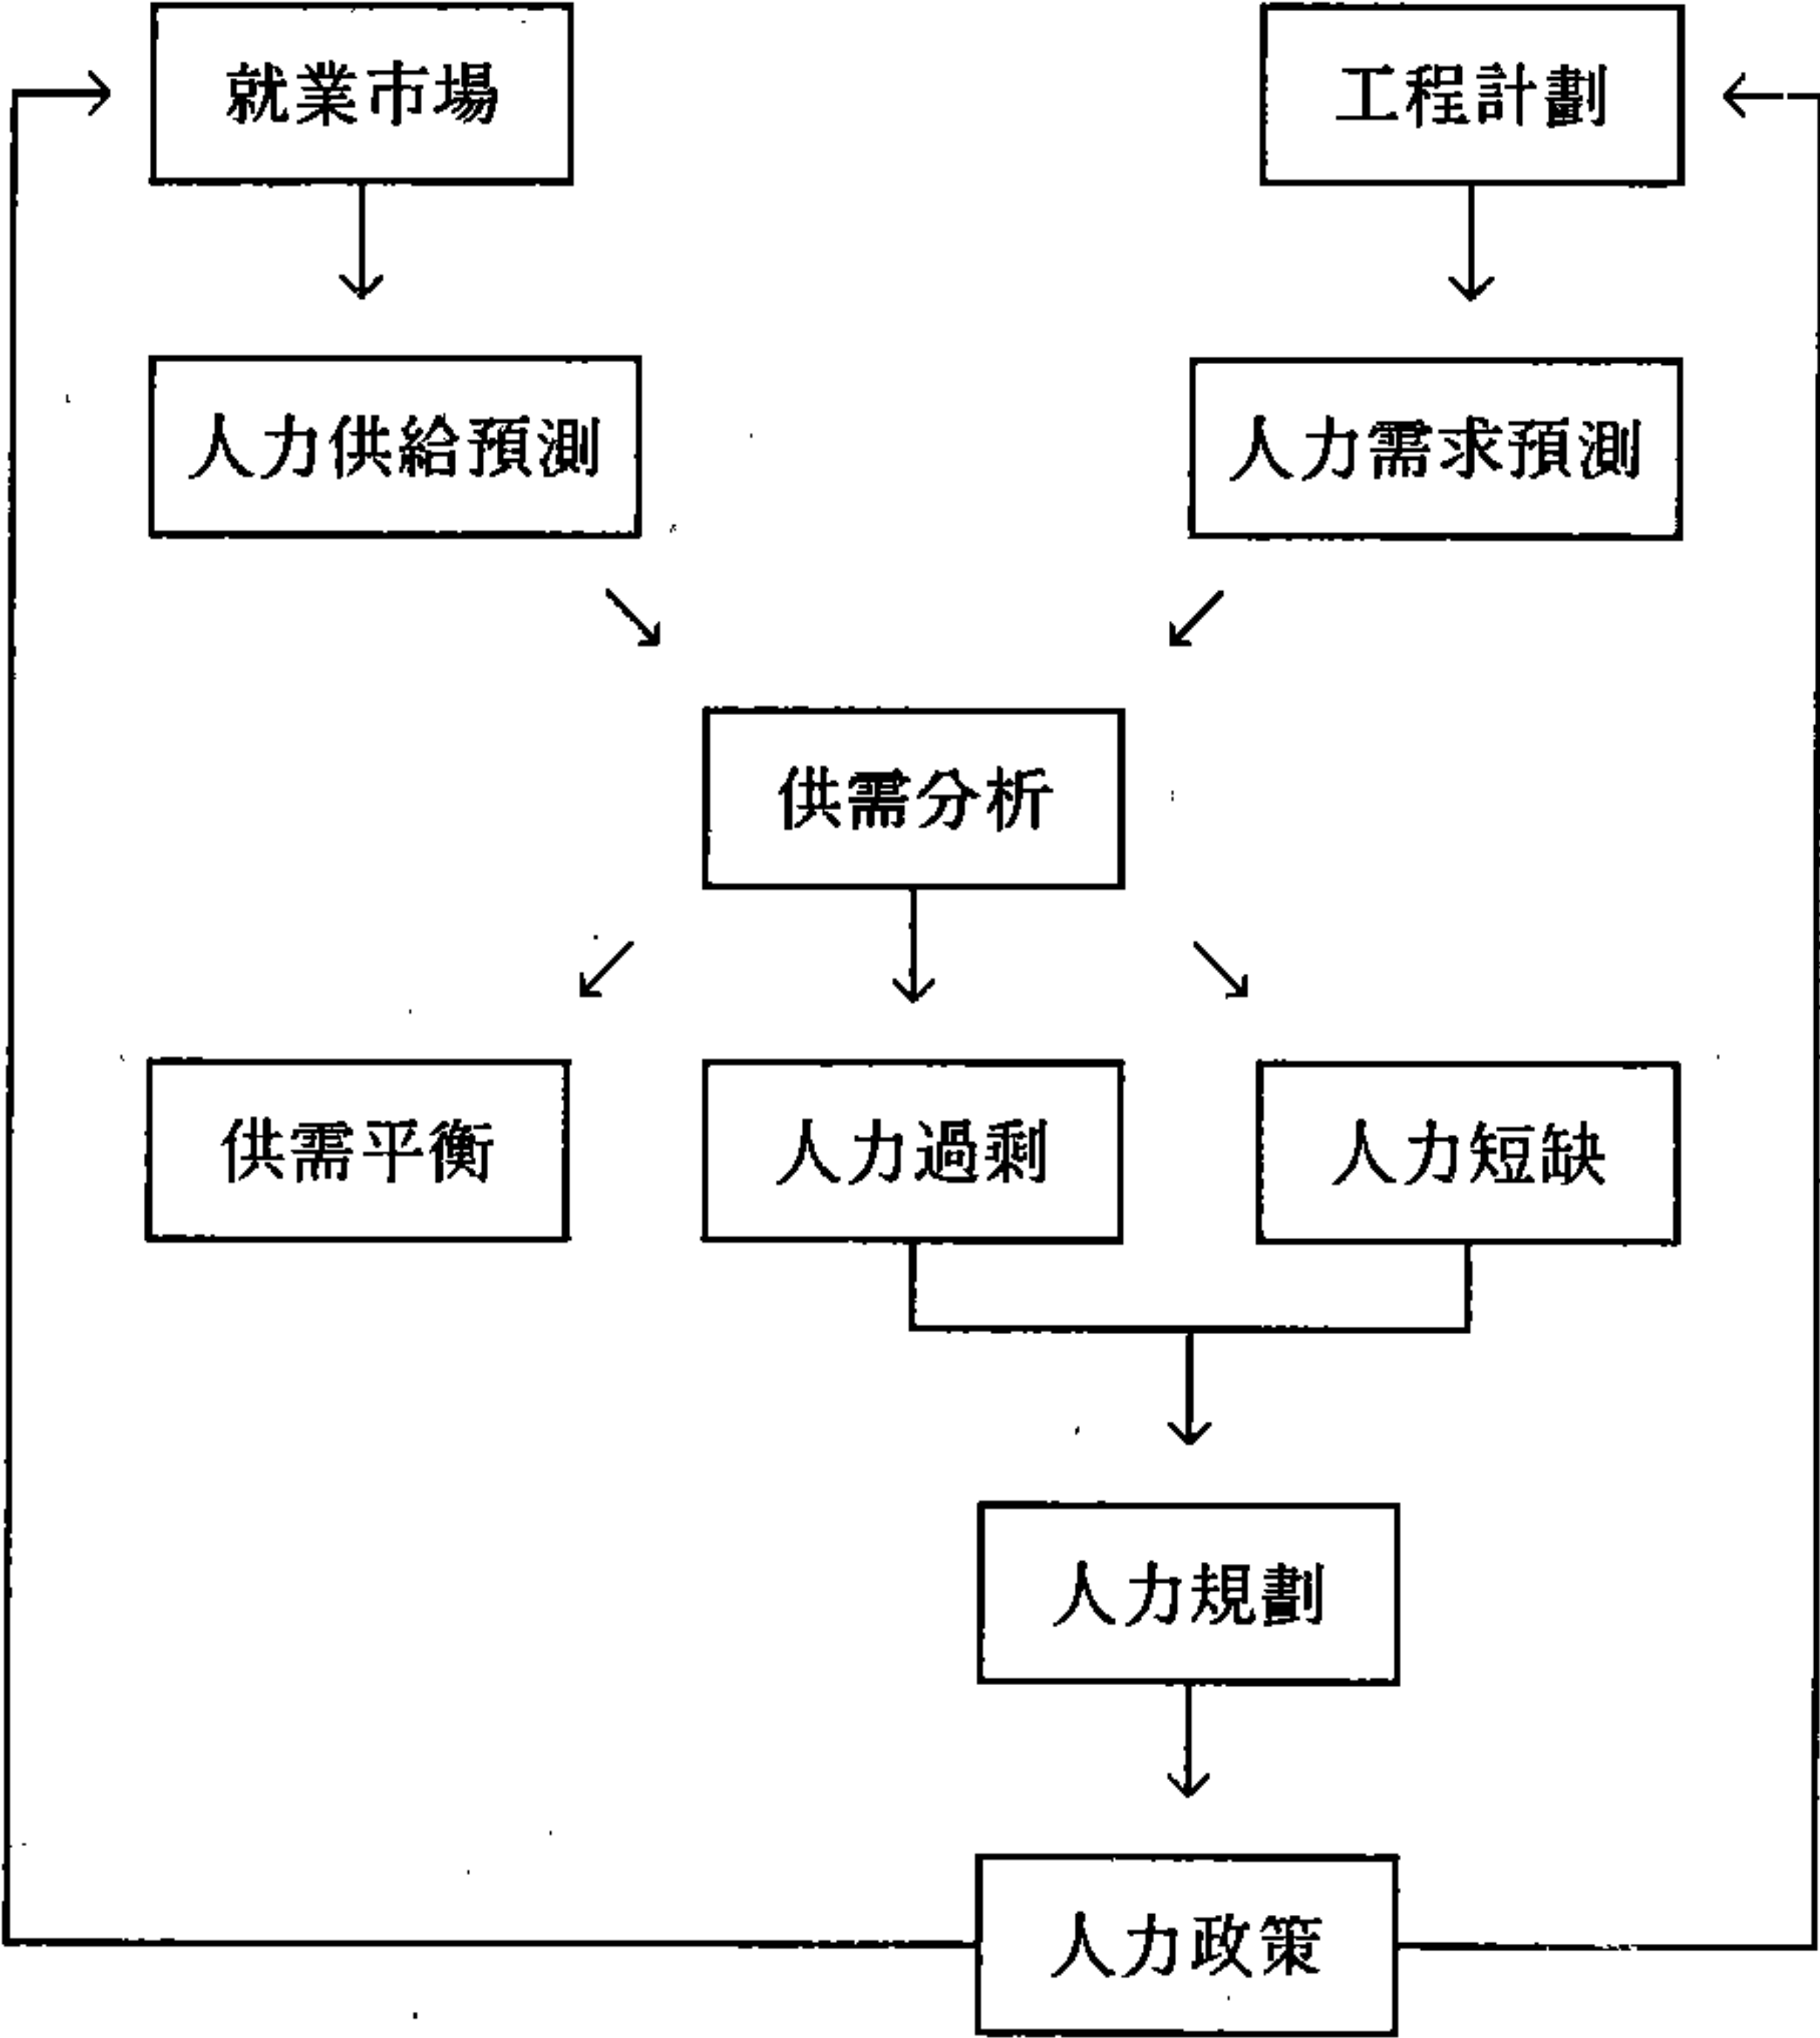 就業市場
工程計劃
人力供給預測
人力需求預測
供需分析
供需平衡
人力過剩
人力短缺
人力規劃
人力政策